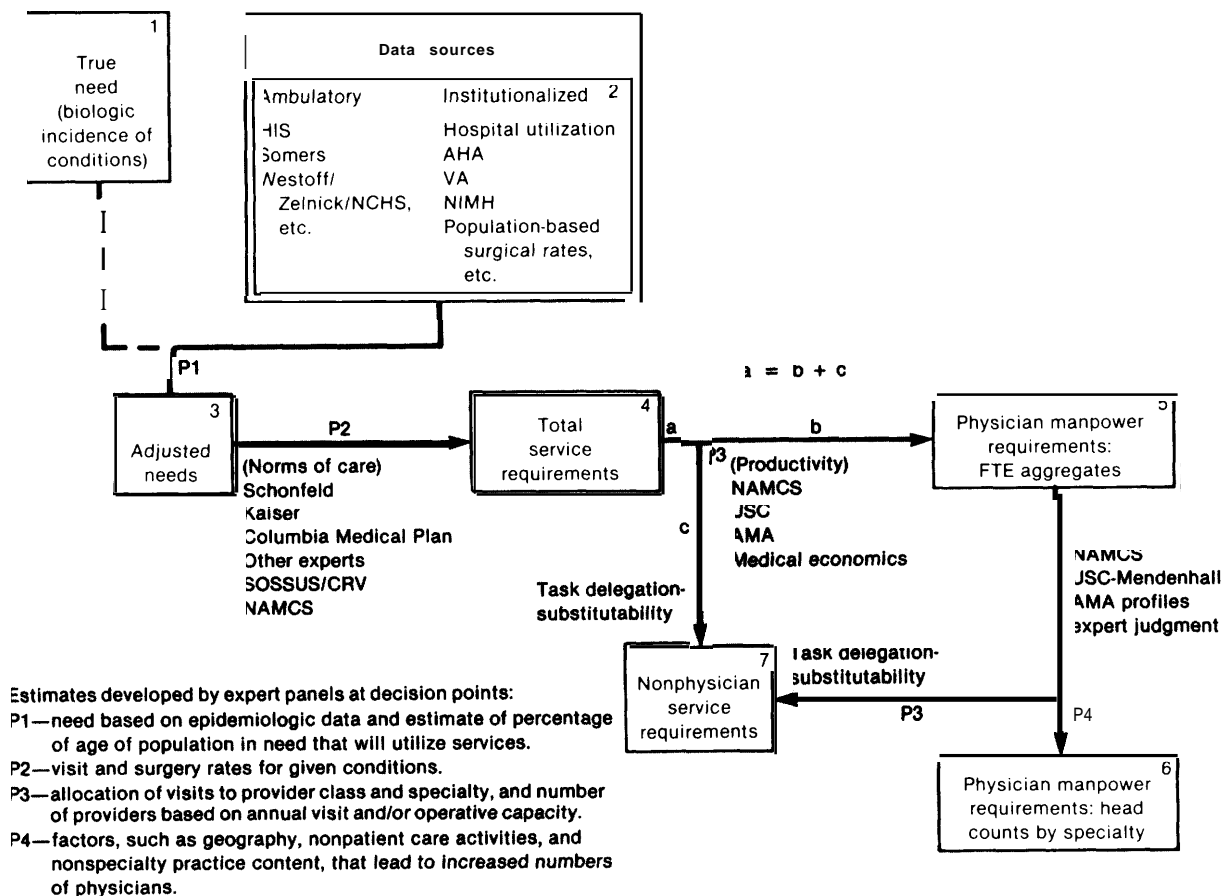 1
True
need
(biologic
incidence of
conditions)
Data sources
Ambulatory
Institutionalized
2
HIS
Hospital utilization
Somers
AHA
Westoff/
VA
Zelnick/NCHS,
NIMH
etc.
Population-based
surgical rates,
etc.
P1
a = b + c
3
Adjusted
needs
P2
(Norms of care)
Schonfeld
Kaiser
Columbia Medical Plan
Other experts
SOSSUS/CRV
NAMCS
4
Total
service
requirements
a
b
P3
(Productivity)
NAMCS
USC
AMA
Medical economics
c
Task delegation-
substitutability
5
Physician manpower
requirements:
FTE aggregates
NAMCS
USC-Mendenhall
AMA profiles
expert judgment
7
Nonphysician
service
requirements
Task delegation-
substitutability
P3
P4
6
Physician manpower
requirements: head
counts by specialty
Estimates developed by expert panels at decision points:
P1—need based on epidemiologic data and estimate of percentage
of age of population in need that will utilize services.
P2—visit and surgery rates for given conditions.
P3—allocation of visits to provider class and specialty, and number
of providers based on annual visit and/or operative capacity.
P4—factors, such as geography, nonpatient care activities, and
nonspecialty practice content, that lead to increased numbers
of physicians.